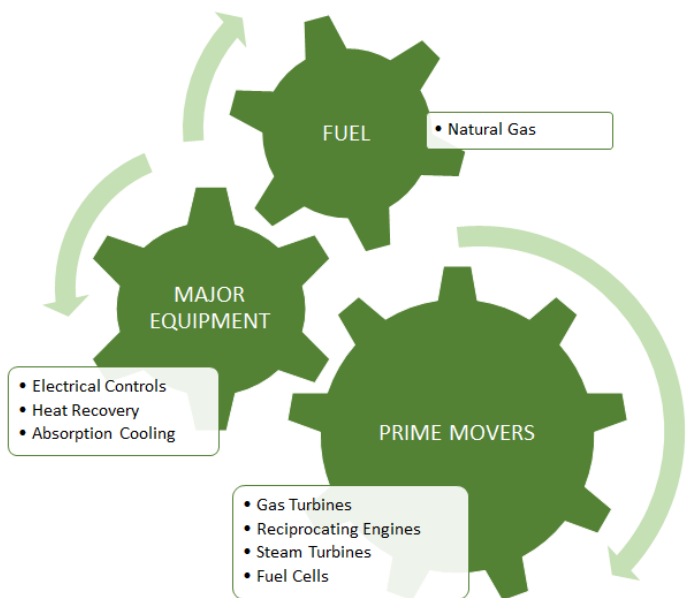 FUEL
• Natural Gas
MAJOR
EQUIPMENT
• Electrical Controls
• Heat Recovery
• Absorption Cooling
PRIME MOVERS
• Gas Turbines
• Reciprocating Engines
• Steam Turbines
• Fuel Cells